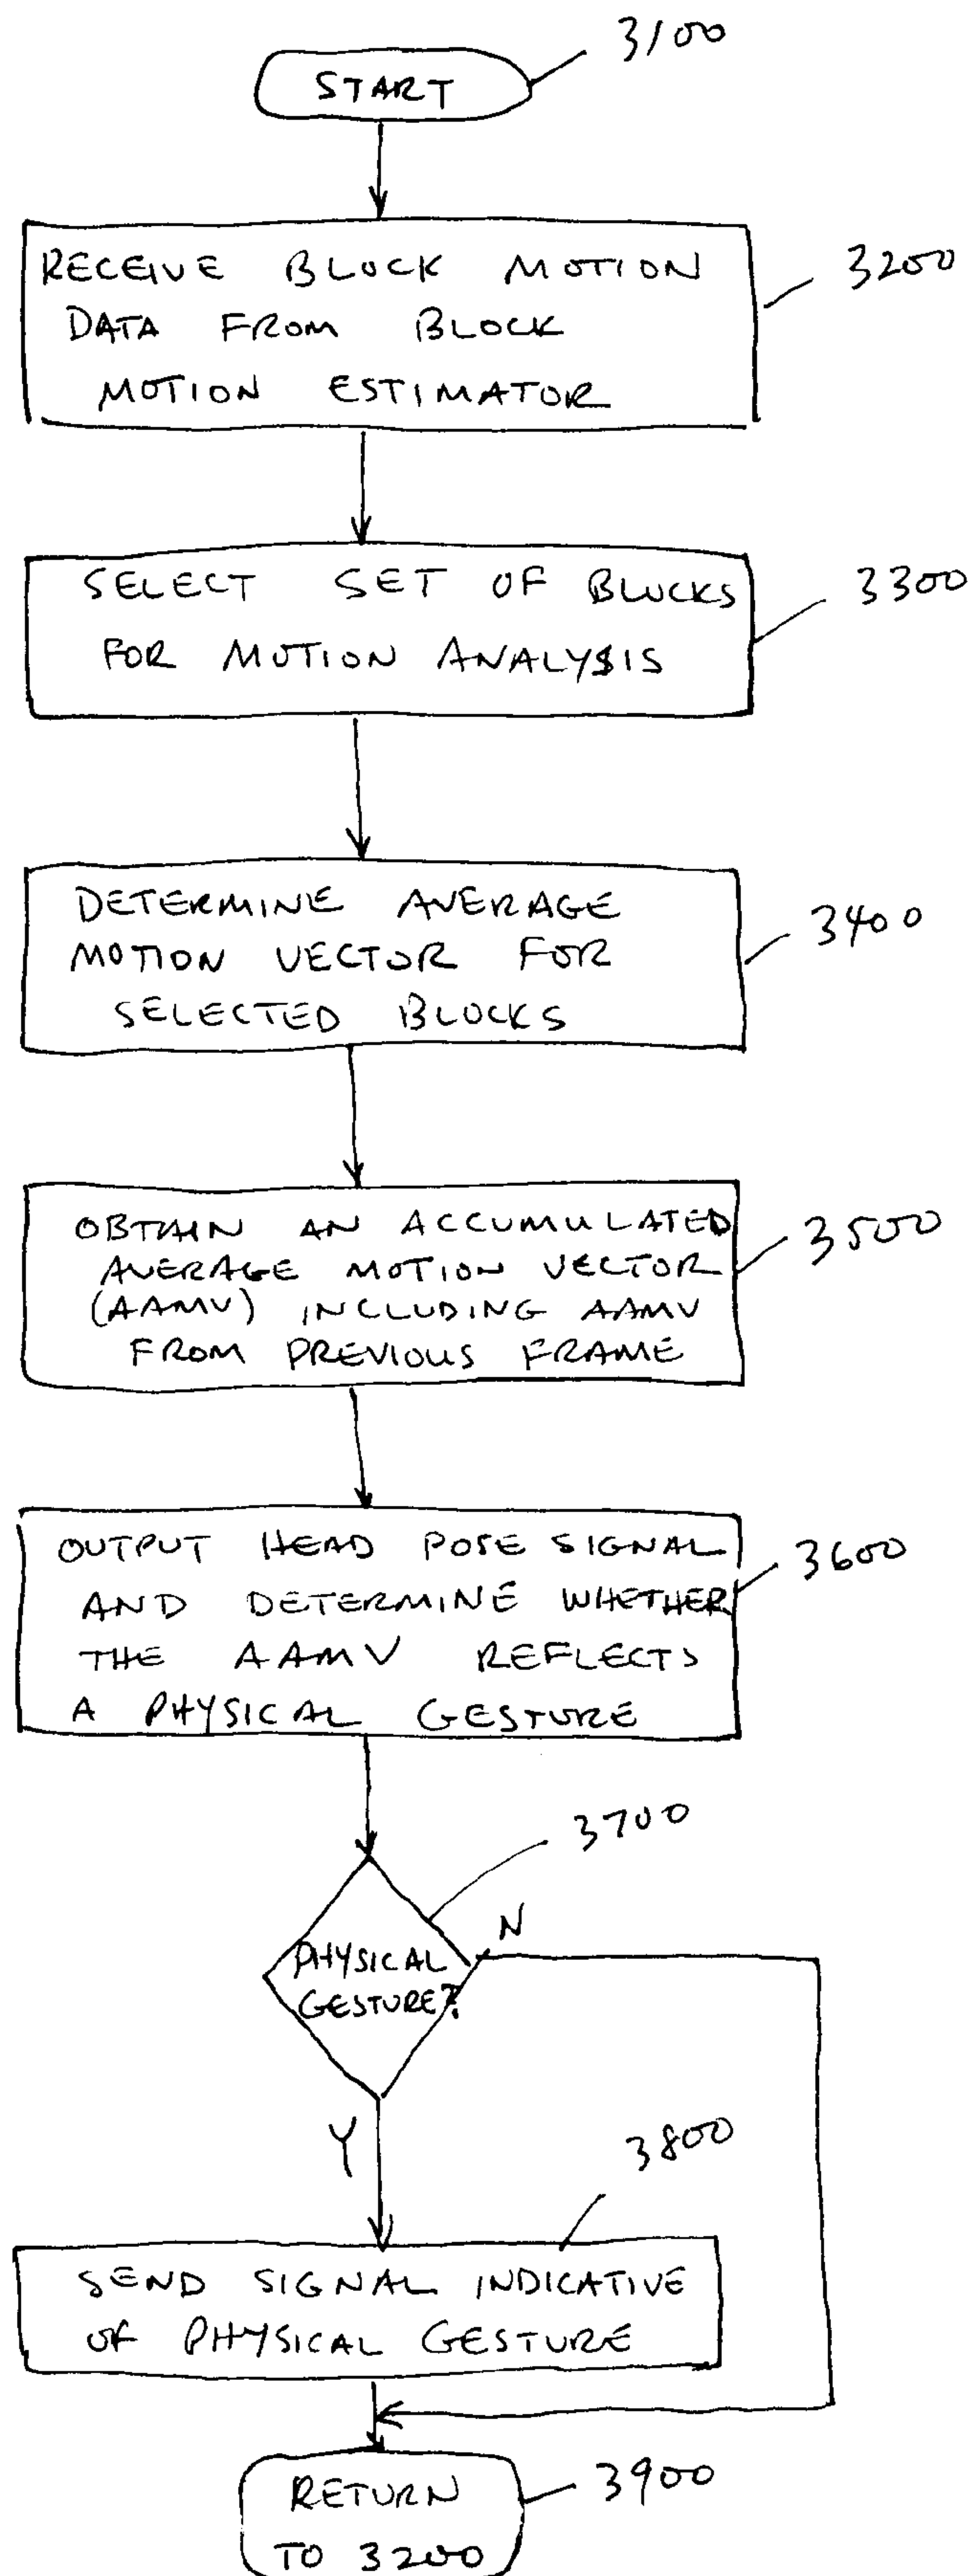 3100
START
RECEIVE BLOCK MOTION
DATA FROM BLOCK
MOTION ESTIMATOR
3200
SELECT SET OF BLOCKS
FOR MOTION ANALYSIS
3300
DETERMINE AVERAGE
MOTION VECTOR FOR
SELECTED BLOCKS
3400
OBTAIN AN ACCUMULATED
AVERAGE MOTION VECTOR
(AAMV) INCLUDING AAMV
FROM PREVIOUS FRAME
3500
OUTPUT HEAD POSE SIGNAL
AND DETERMINE WHETHER
THE AAMV REFLECTS
A PHYSICAL GESTURE
3600
3700
N
PHYSICAL
GESTURE?
Y
3800
SEND SIGNAL INDICATIVE
OF PHYSICAL GESTURE
RETURN
TO 3200
3900